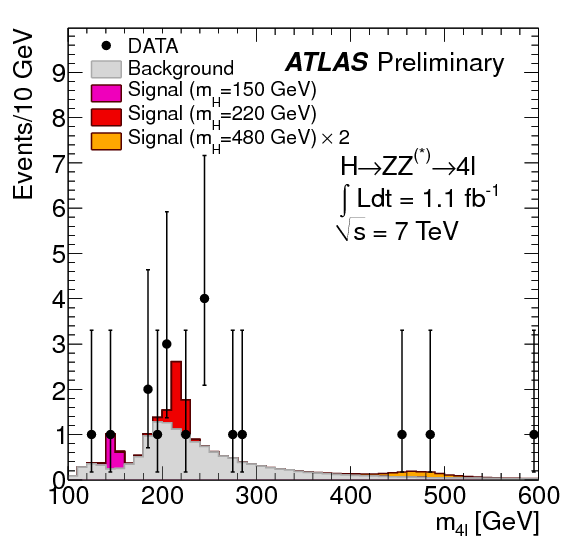 Events/10 GeV
DATA
Background
Signal (m_H=150 GeV)
Signal (m_H=220 GeV)
Signal (m_H=480 GeV) × 2
ATLAS Preliminary
H→ZZ^(*)→4l
∫ Ldt = 1.1 fb^-1
√s = 7 TeV
9
8
7
6
5
4
3
2
1
0
100 200 300 400 500 600
m_4l [GeV]